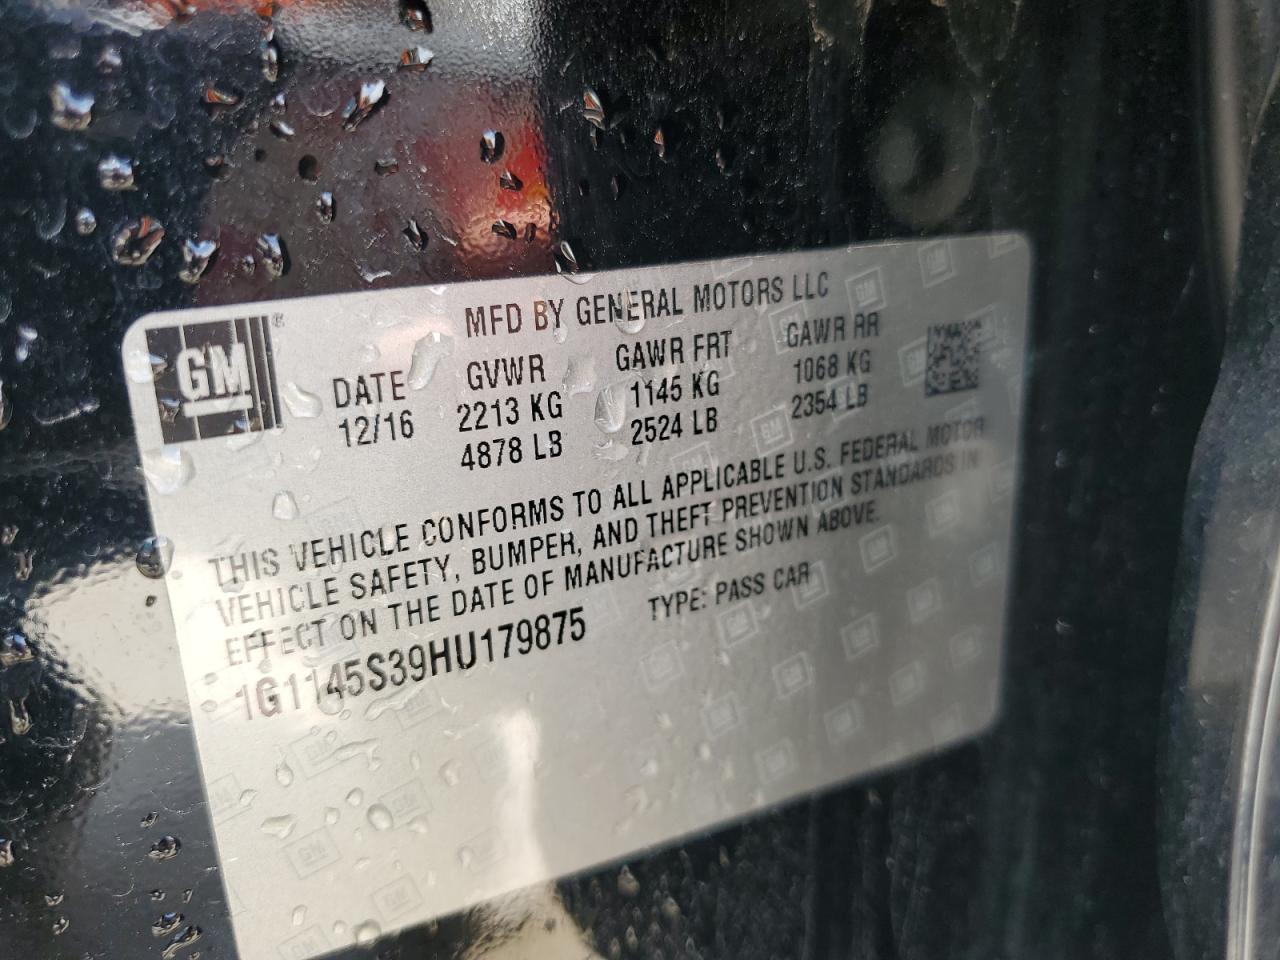 MFD BY GENERAL MOTORS LLC
GM ®
DATE GVWR GAWR FRT GAWR RR
12/16 2213 KG 1145 KG 1068 KG
4878 LB 2524 LB 2354 LB
THIS VEHICLE CONFORMS TO ALL APPLICABLE U.S. FEDERAL MOTOR
VEHICLE SAFETY, BUMPER, AND THEFT PREVENTION STANDARDS IN
EFFECT ON THE DATE OF MANUFACTURE SHOWN ABOVE.
1G1145S39HU179875 TYPE: PASS CAR